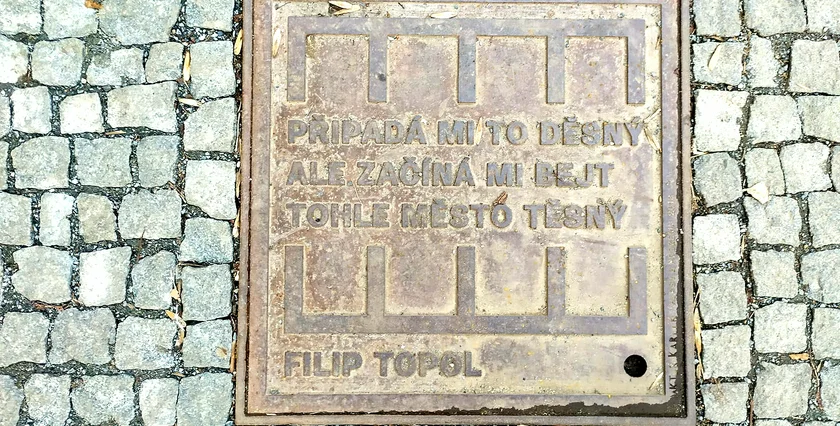 PŘIPADÁ MI TO DĚSNÝ
ALE ZAČÍNÁ MI BEJT
TOHLE MĚSTO TĚSNÝ
FILIP TOPOL